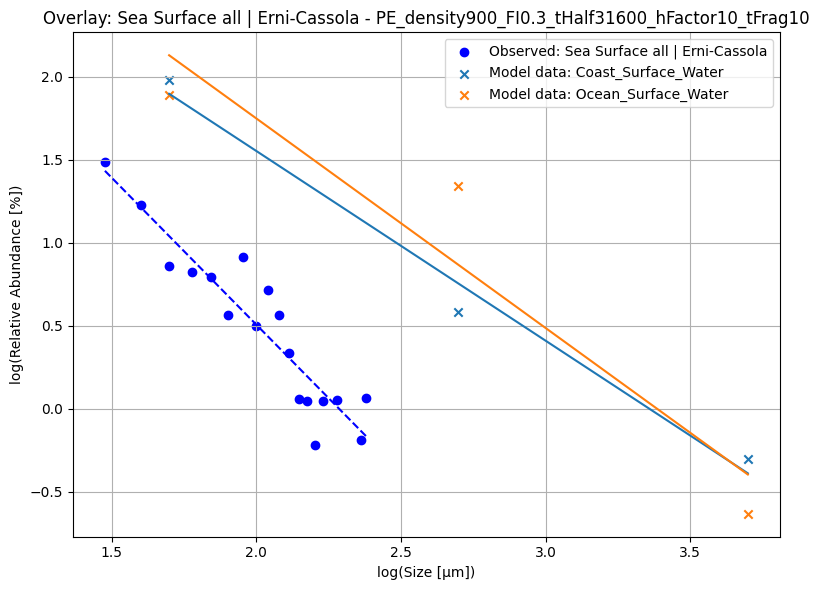 Overlay: Sea Surface all | Erni-Cassola - PE_density900_FI0.3_tHalf31600_hFactor10_tFrag10
Observed: Sea Surface all | Erni-Cassola
Model data: Coast_Surface_Water
Model data: Ocean_Surface_Water
log(Relative Abundance [%])
2.0
1.5
1.0
0.5
0.0
−0.5
1.5 2.0 2.5 3.0 3.5
log(Size [μm])